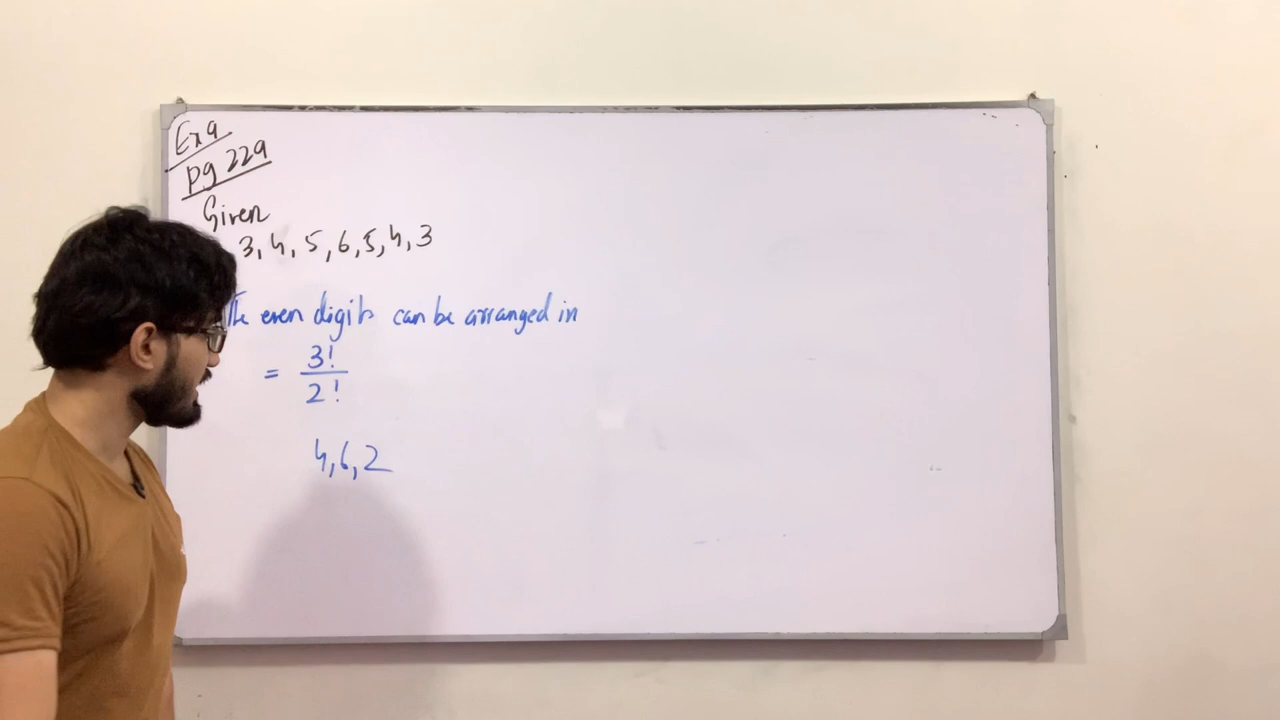 Ex 9
pg 229
Given
3, 4, 5, 6, 5, 4, 3
The even digits can be arranged in
= 3!/2!
4, 6, 2